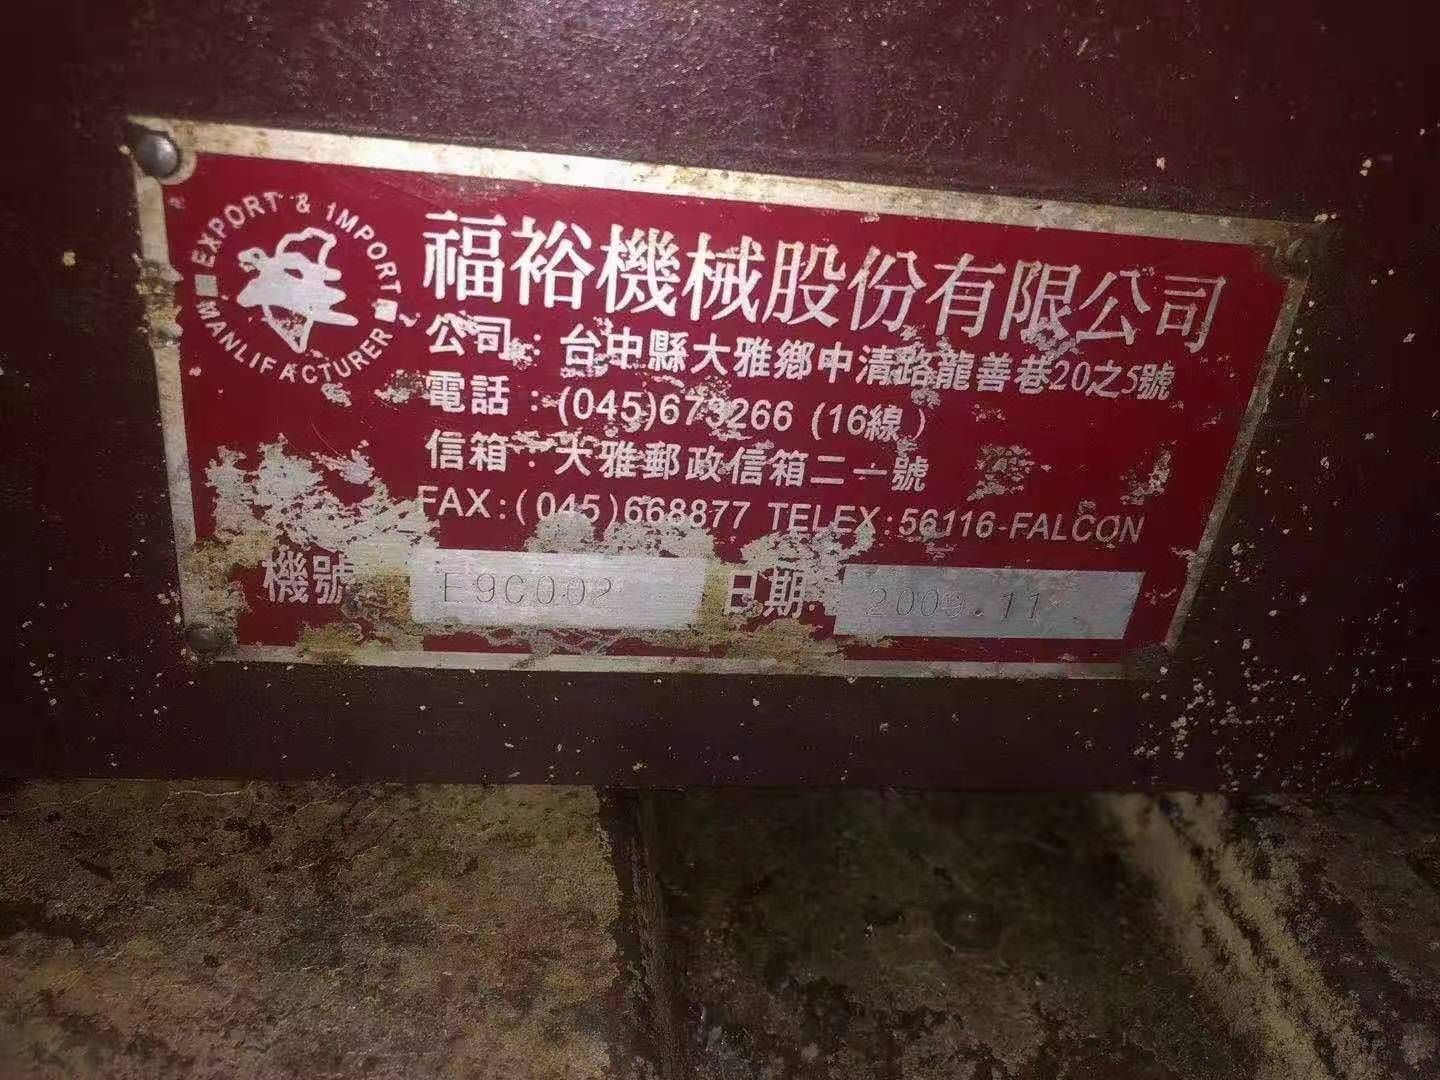 EXPORT & IMPORT
MANLIFACTURER
福裕機械股份有限公司
公司：台中縣大雅鄉中清路龍善巷20之5號
電話：(045)673266 (16線)
信箱：大雅郵政信箱二一號
FAX:(045)668877 TELEX:56116-FALCON
機號 E9C002 日期 2009.11